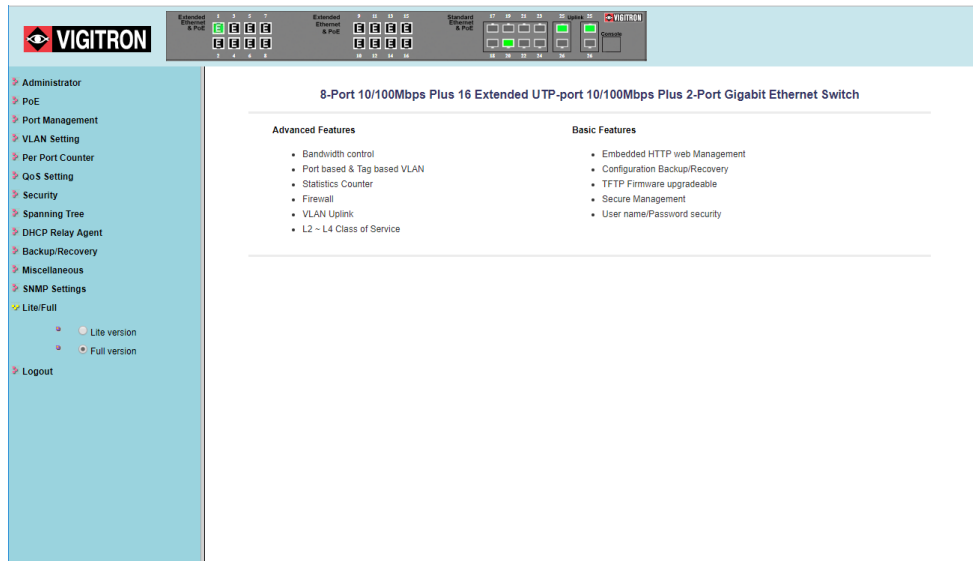 VIGITRON
Extended Ethernet & PoE
1 3 5 7
2 4 6 8
Extended Ethernet & PoE
9 11 13 15
10 12 14 16
Standard Ethernet & PoE
17 19 21 23 25 Uplink 25
18 20 22 24 26 26
VIGITRON
Console
Administrator
PoE
Port Management
VLAN Setting
Per Port Counter
QoS Setting
Security
Spanning Tree
DHCP Relay Agent
Backup/Recovery
Miscellaneous
SNMP Settings
Lite/Full
Lite version
Full version
Logout
8-Port 10/100Mbps Plus 16 Extended UTP-port 10/100Mbps Plus 2-Port Gigabit Ethernet Switch
Advanced Features
Bandwidth control
Port based & Tag based VLAN
Statistics Counter
Firewall
VLAN Uplink
L2 ~ L4 Class of Service
Basic Features
Embedded HTTP web Management
Configuration Backup/Recovery
TFTP Firmware upgradeable
Secure Management
User name/Password security